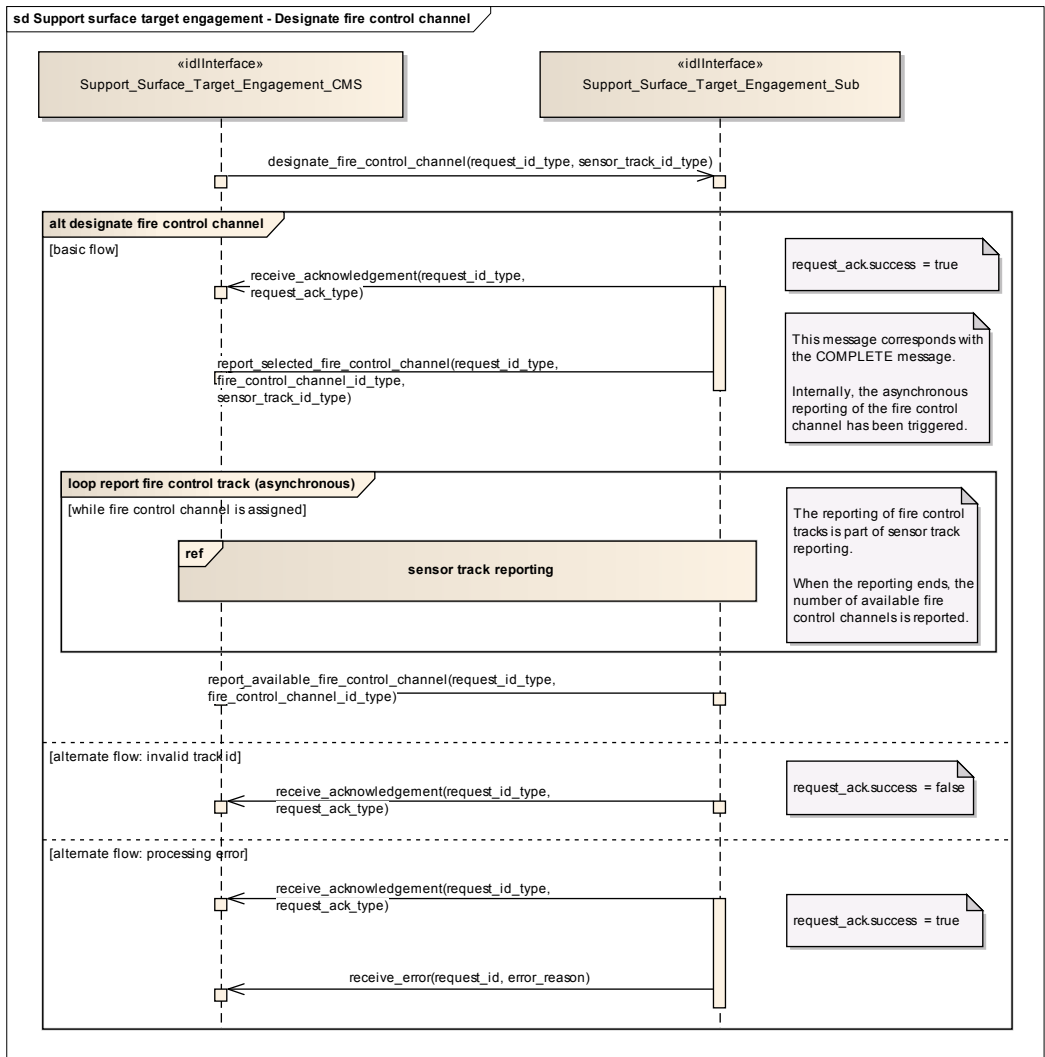 sd Support surface target engagement - Designate fire control channel
«idlInterface»
Support_Surface_Target_Engagement_CMS
«idlInterface»
Support_Surface_Target_Engagement_Sub
designate_fire_control_channel(request_id_type, sensor_track_id_type)
alt designate fire control channel
[basic flow]
request_ack.success = true
receive_acknowledgement(request_id_type,
request_ack_type)
This message corresponds with
the COMPLETE message.
Internally, the asynchronous
reporting of the fire control
channel has been triggered.
report_selected_fire_control_channel(request_id_type,
fire_control_channel_id_type,
sensor_track_id_type)
loop report fire control track (asynchronous)
[while fire control channel is assigned]
The reporting of fire control
tracks is part of sensor track
reporting.
When the reporting ends, the
number of available fire
control channels is reported.
ref
sensor track reporting
report_available_fire_control_channel(request_id_type,
fire_control_channel_id_type)
[alternate flow: invalid track id]
request_ack.success = false
receive_acknowledgement(request_id_type,
request_ack_type)
[alternate flow: processing error]
receive_acknowledgement(request_id_type,
request_ack_type)
request_ack.success = true
receive_error(request_id, error_reason)